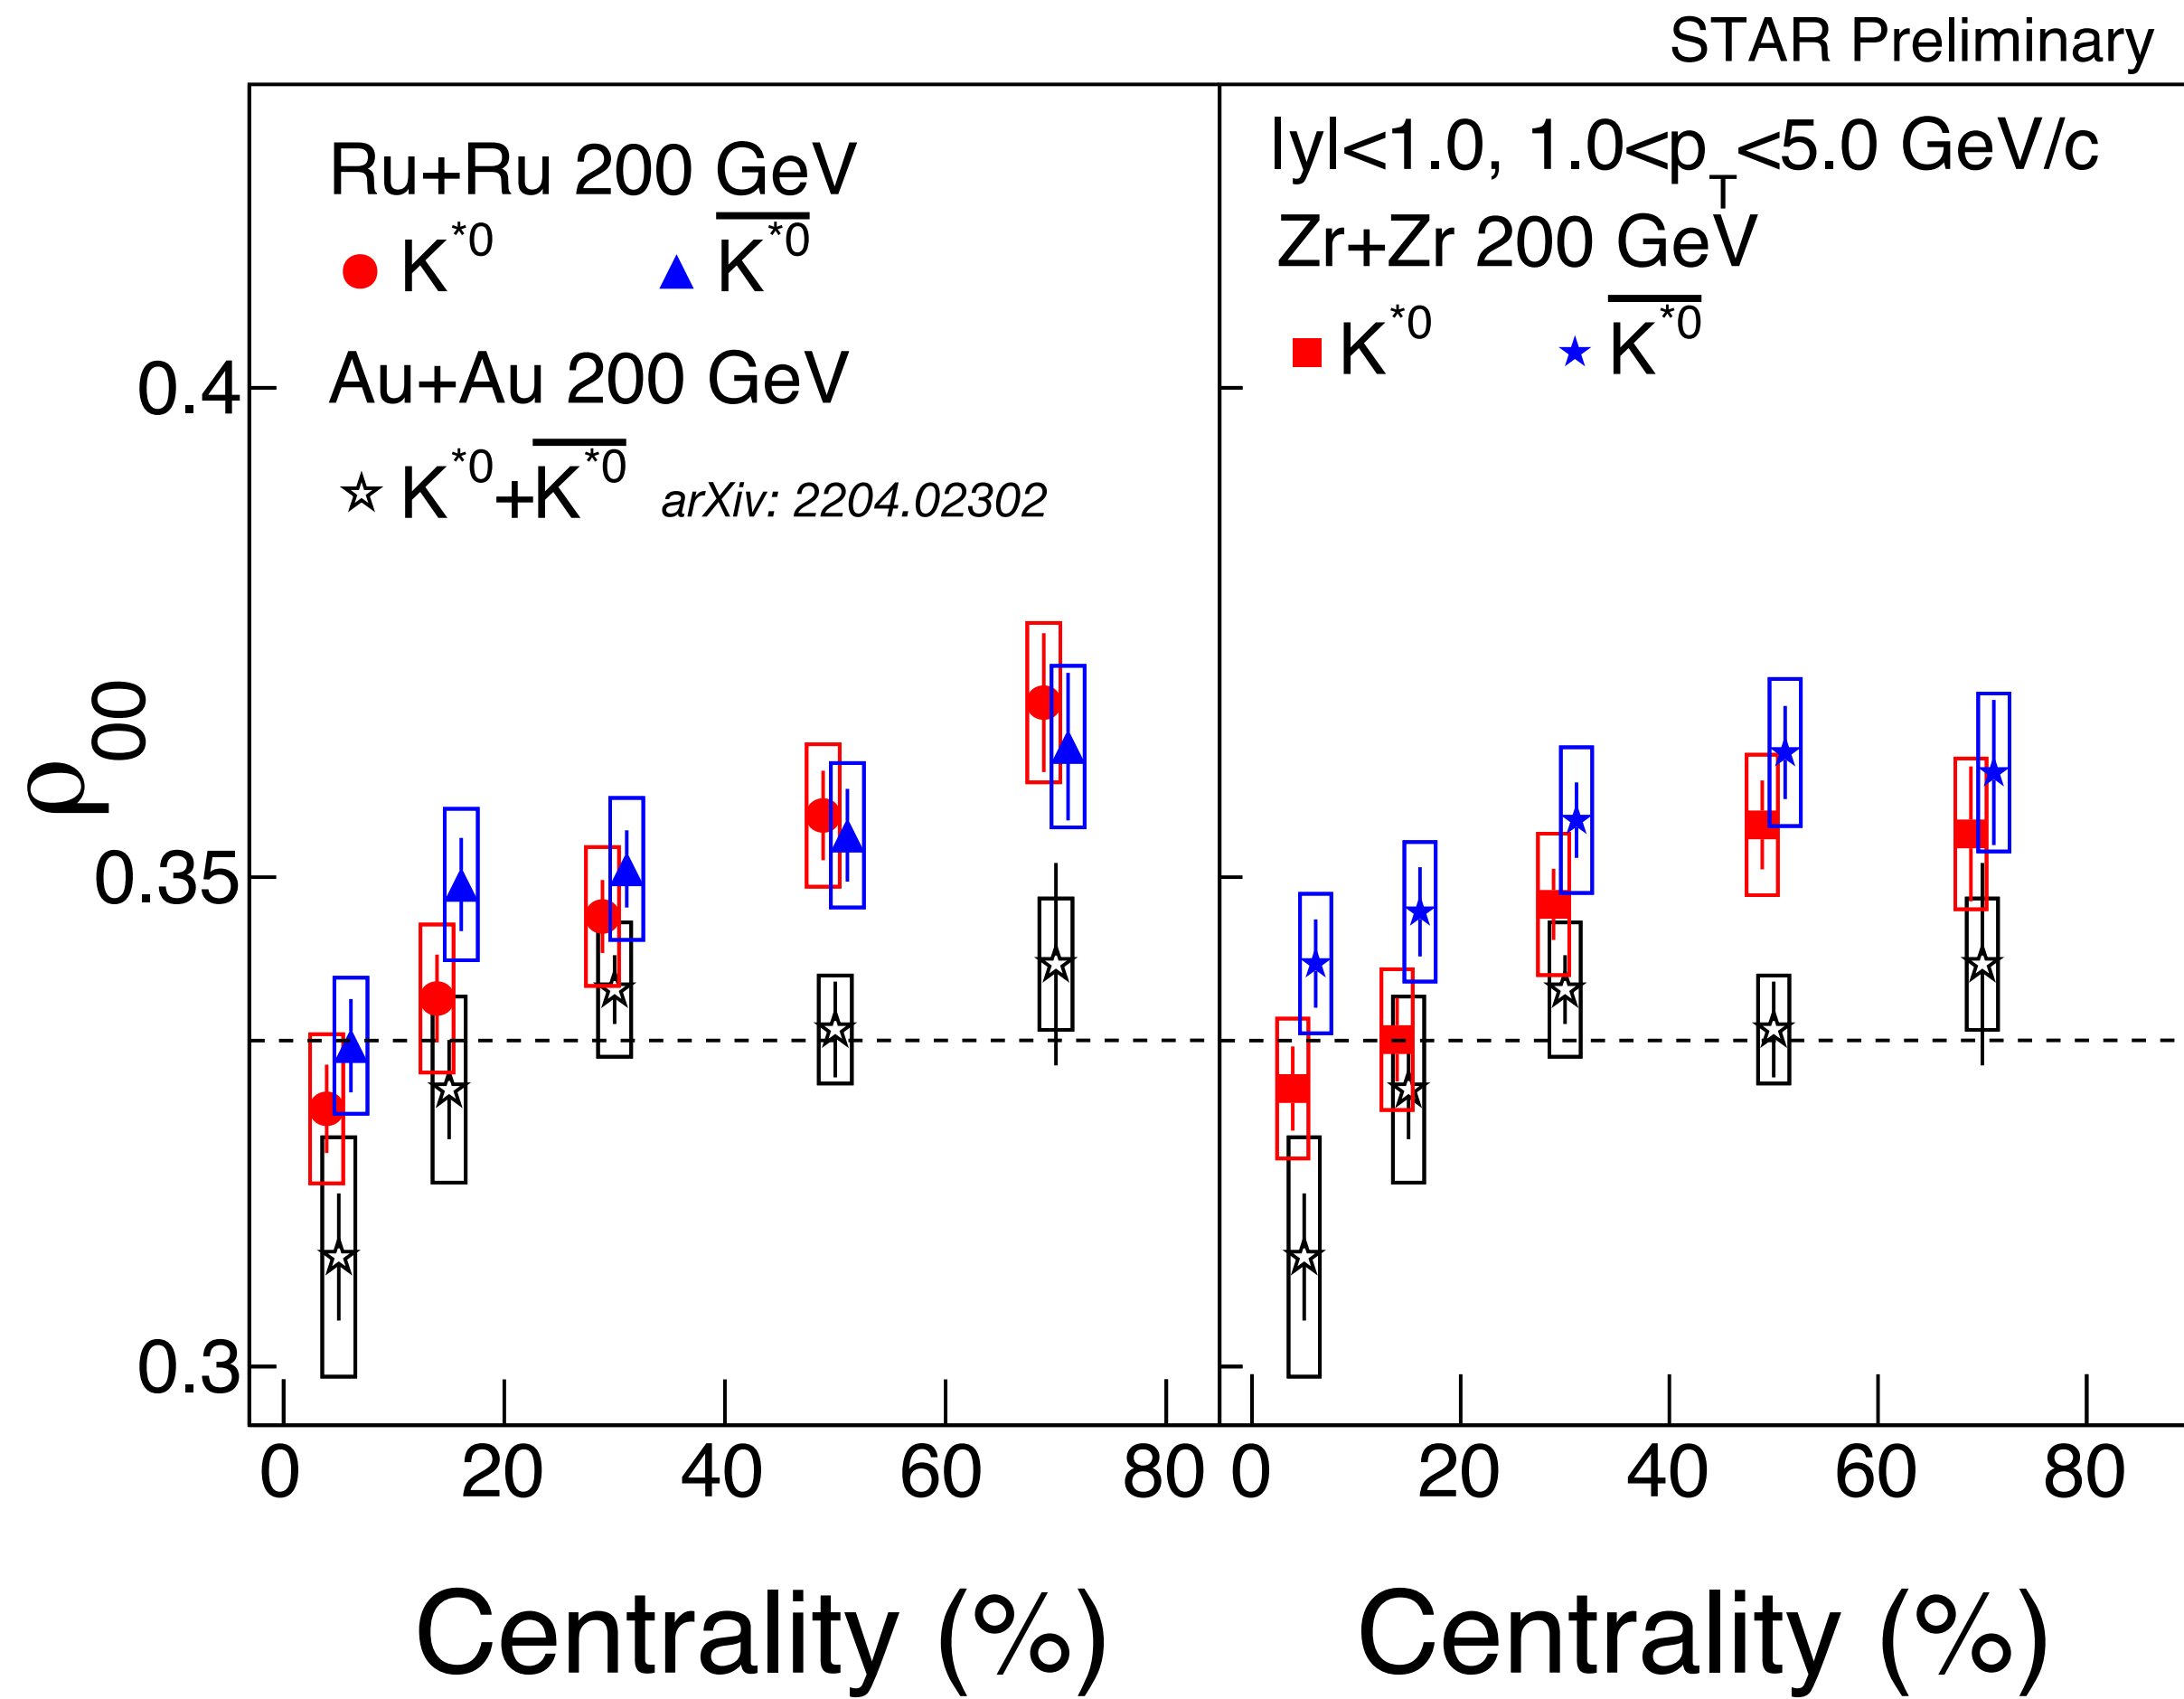 STAR Preliminary
Ru+Ru 200 GeV
K*0 K*0
Au+Au 200 GeV
K*0+K*0 arXiv: 2204.02302
|y|<1.0, 1.0<pT<5.0 GeV/c
Zr+Zr 200 GeV
K*0 K*0
ρ00
0.4
0.35
0.3
0 20 40 60 80
0 20 40 60 80
Centrality (%)
Centrality (%)